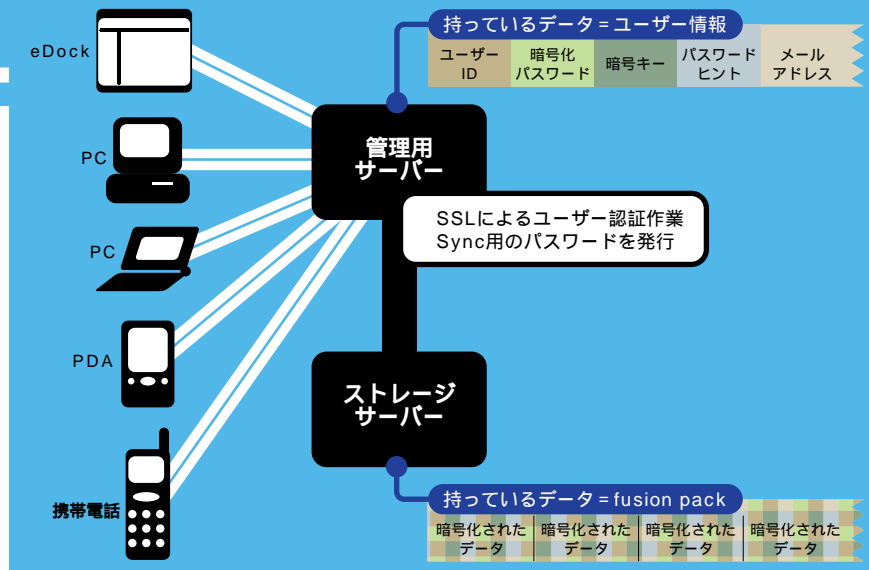 eDock
PC
PC
PDA
携帯電話
管理用
サーバー
SSLによるユーザー認証作業
Sync用のパスワードを発行
ストレージ
サーバー
持っているデータ=ユーザー情報
ユーザー
ID
暗号化
パスワード
暗号キー
パスワード
ヒント
メール
アドレス
持っているデータ=fusion pack
暗号化された
データ
暗号化された
データ
暗号化された
データ
暗号化された
データ